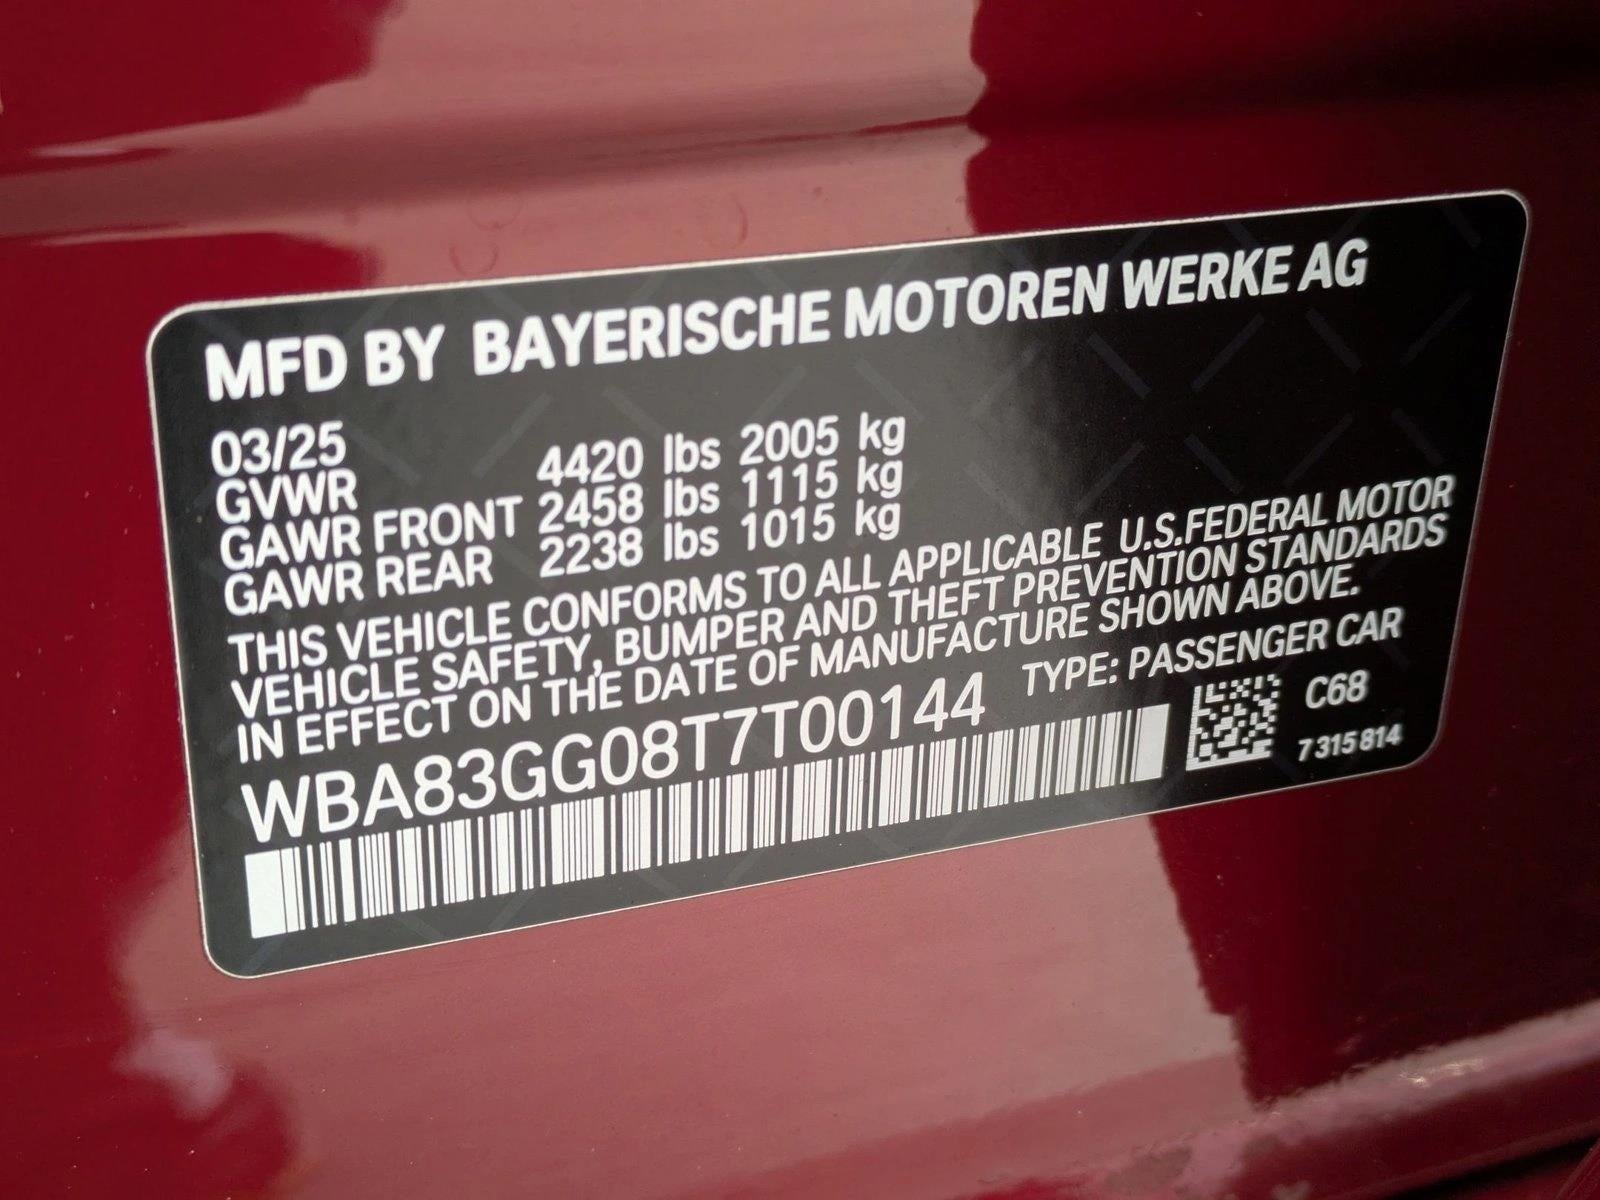 MFD BY BAYERISCHE MOTOREN WERKE AG
03/25
GVWR 4420 lbs 2005 kg
GAWR FRONT 2458 lbs 1115 kg
GAWR REAR 2238 lbs 1015 kg
THIS VEHICLE CONFORMS TO ALL APPLICABLE U.S.FEDERAL MOTOR
VEHICLE SAFETY, BUMPER AND THEFT PREVENTION STANDARDS
IN EFFECT ON THE DATE OF MANUFACTURE SHOWN ABOVE.
WBA83GG08T7T00144 TYPE: PASSENGER CAR
C68
7 315 814